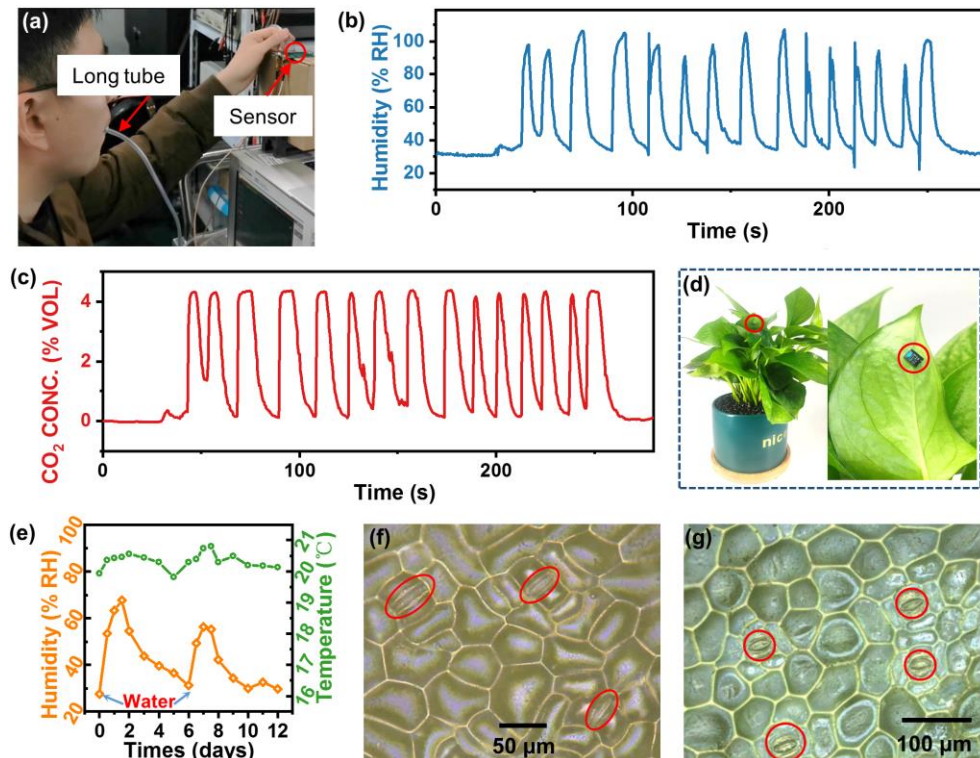 (a)
Long tube
Sensor
(b)
Humidity (% RH)
100
80
60
40
20
0
100
200
Time (s)
(c)
CO₂ CONC. (% VOL)
4
2
0
0
100
200
Time (s)
(d)
nic
(e)
Humidity (% RH)
100
80
60
40
20
Water
0
2
4
6
8
10
12
Times (days)
21
20
19
18
17
16
Temperature (℃)
(f)
50 µm
(g)
100 µm